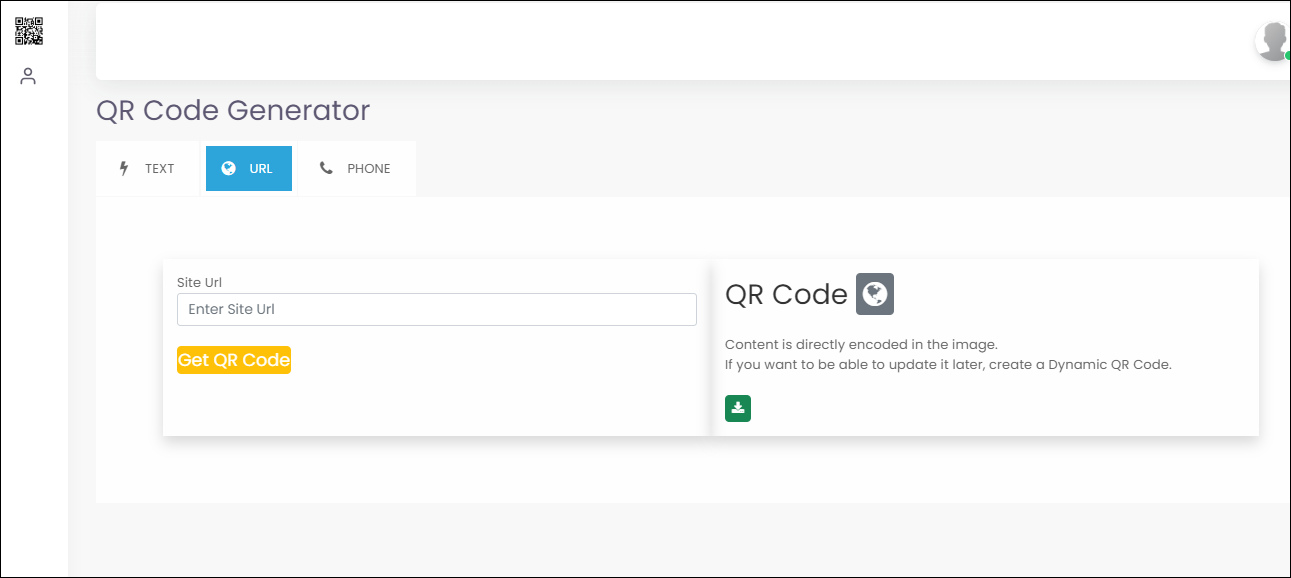 QR Code Generator
TEXT
URL
PHONE
Site Url
Enter Site Url
Get QR Code
QR Code
Content is directly encoded in the image.
If you want to be able to update it later, create a Dynamic QR Code.